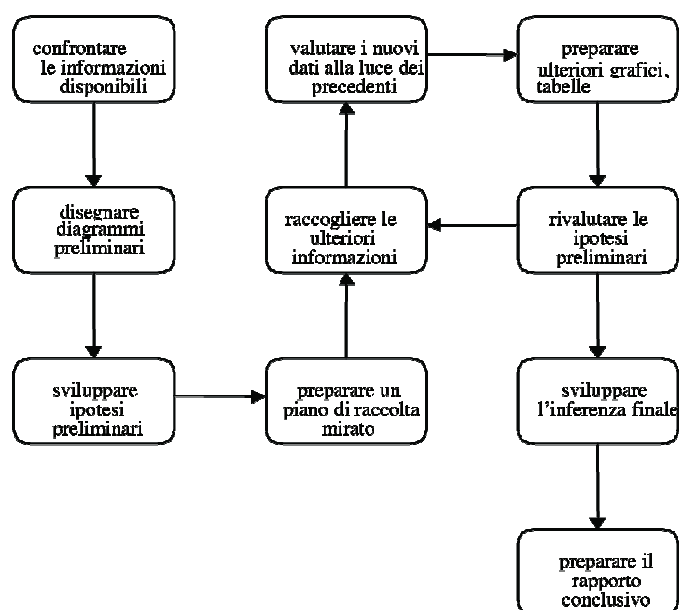 confrontare
le informazioni
disponibili
disegnare
diagrammi
preliminari
sviluppare
ipotesi
preliminari
preparare un
piano di raccolta
mirato
raccogliere le
ulteriori
informazioni
valutare i nuovi
dati alla luce dei
precedenti
preparare
ulteriori grafici,
tabelle
rivalutare le
ipotesi
preliminari
sviluppare
l'inferenza finale
preparare il
rapporto
conclusivo